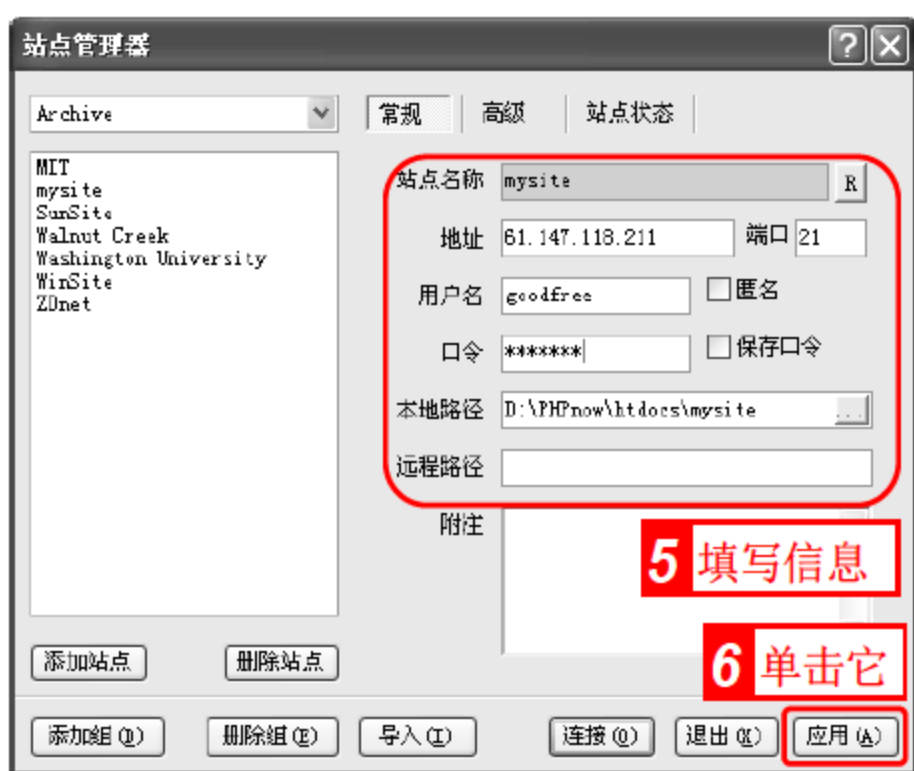 站点管理器
Archive
常规 高级 站点状态
MIT
mysite
SunSite
Walnut Creek
Washington University
WinSite
ZDnet
站点名称 mysite R
地址 61.147.118.211 端口 21
用户名 goodfree 匿名
口令 ******* 保存口令
本地路径 D:\PHPnow\htdocs\mysite ...
远程路径
附注
5 填写信息
6 单击它
添加站点 删除站点
添加组(D) 删除组(E) 导入(I) 连接(O) 退出(X) 应用(A)